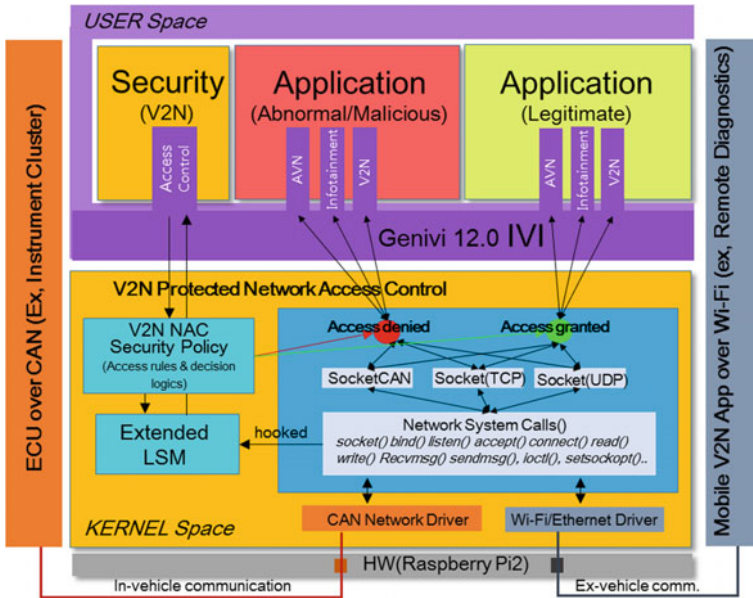 USER Space
Security
(V2N)
Access
Control
Application
(Abnormal/Malicious)
AVN
Infotainment
V2N
Application
(Legitimate)
AVN
Infotainment
V2N
Genivi 12.0 IVI
ECU over CAN (Ex, Instrument Cluster)
Mobile V2N App over Wi-Fi (ex, Remote Diagnostics)
V2N Protected Network Access Control
V2N NAC
Security Policy
(Access rules & decision
logics)
Access denied
Access granted
SocketCAN
Socket(TCP)
Socket(UDP)
Extended
LSM
hooked
Network System Calls()
socket() bind() listen() accept() connect() read()
write() Recvmsg() sendmsg(), ioctl(), setsockopt()..
KERNEL Space
CAN Network Driver
Wi-Fi/Ethernet Driver
HW(Raspberry Pi2)
In-vehicle communication
Ex-vehicle comm.